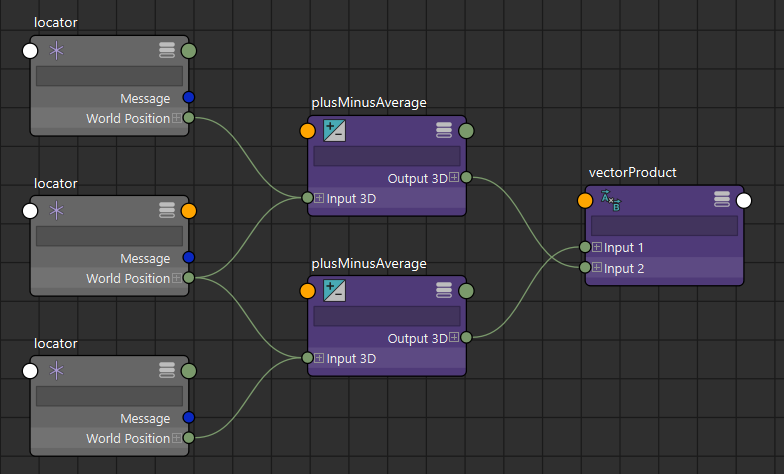 locator
Message
World Position
locator
Message
World Position
locator
Message
World Position
plusMinusAverage
Output 3D
Input 3D
plusMinusAverage
Output 3D
Input 3D
vectorProduct
A
B
Input 1
Input 2